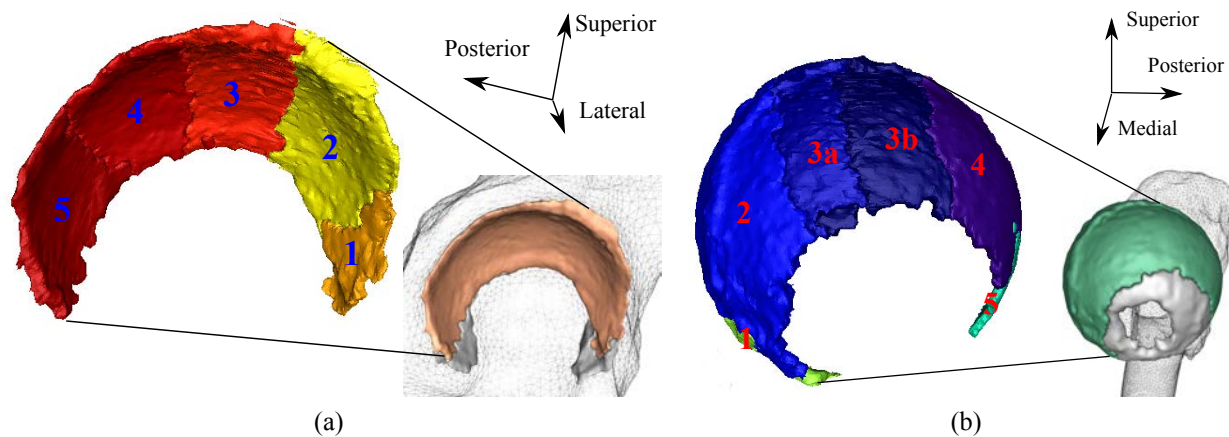 Superior
Posterior
Lateral
4
3
2
5
1
Superior
Posterior
Medial
3a
3b
4
2
5
1
(a)
(b)